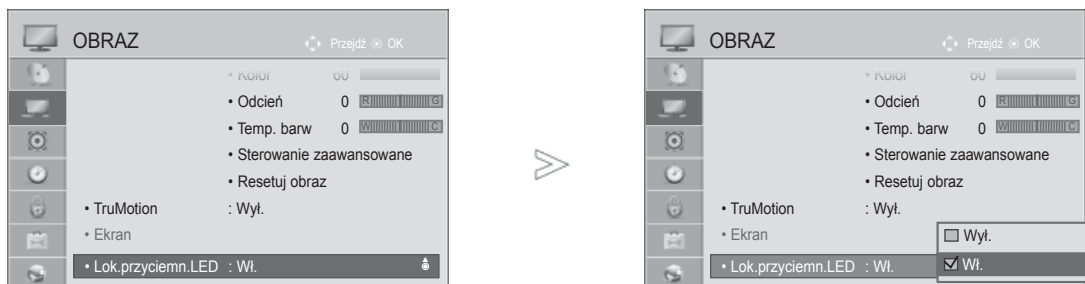 OBRAZ
Przejdź OK
• Kolor 60
• Odcień 0 R G
• Temp. barw 0 W C
• Sterowanie zaawansowane
• Resetuj obraz
• TruMotion : Wył.
• Ekran
• Lok.przyciemn.LED : Wł.
OBRAZ
Przejdź OK
• Kolor 60
• Odcień 0 R G
• Temp. barw 0 W C
• Sterowanie zaawansowane
• Resetuj obraz
• TruMotion : Wył.
• Ekran
Wył.
• Lok.przyciemn.LED : Wł.
Wł.